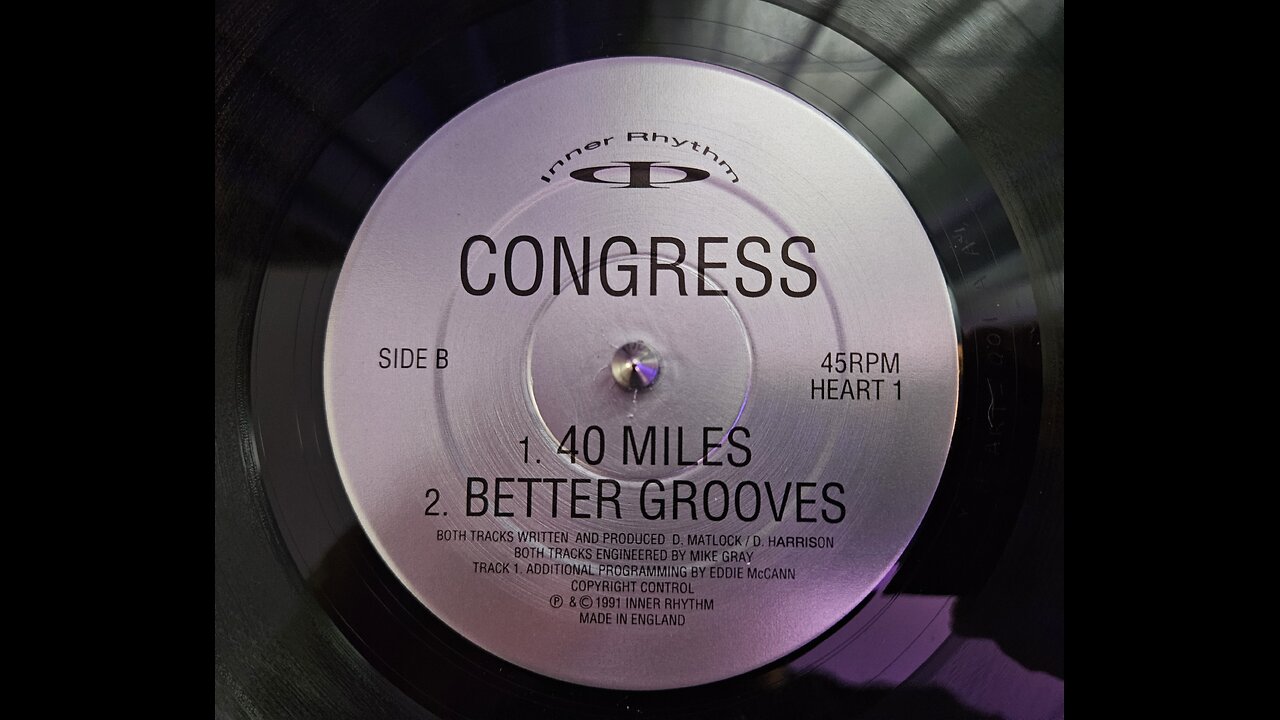 Inner Rhythm
CONGRESS
SIDE B
45RPM
HEART 1
1. 40 MILES
2. BETTER GROOVES
BOTH TRACKS WRITTEN AND PRODUCED D. MATLOCK / D. HARRISON
BOTH TRACKS ENGINEERED BY MIKE GRAY
TRACK 1. ADDITIONAL PROGRAMMING BY EDDIE McCANN
COPYRIGHT CONTROL
℗ & © 1991 INNER RHYTHM
MADE IN ENGLAND